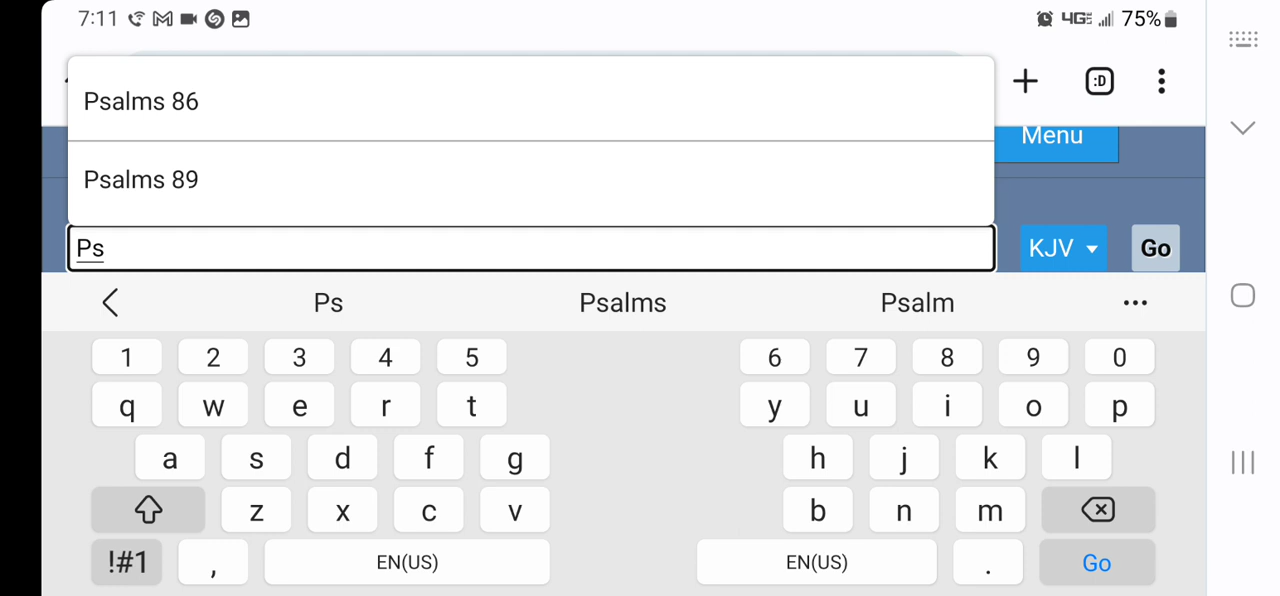 7:11 4G 75%
Psalms 86
:D
Menu
Psalms 89
Ps KJV Go
Ps Psalms Psalm
1 2 3 4 5 6 7 8 9 0
q w e r t y u i o p
a s d f g h j k l
z x c v b n m
!#1 , EN(US) EN(US) . Go